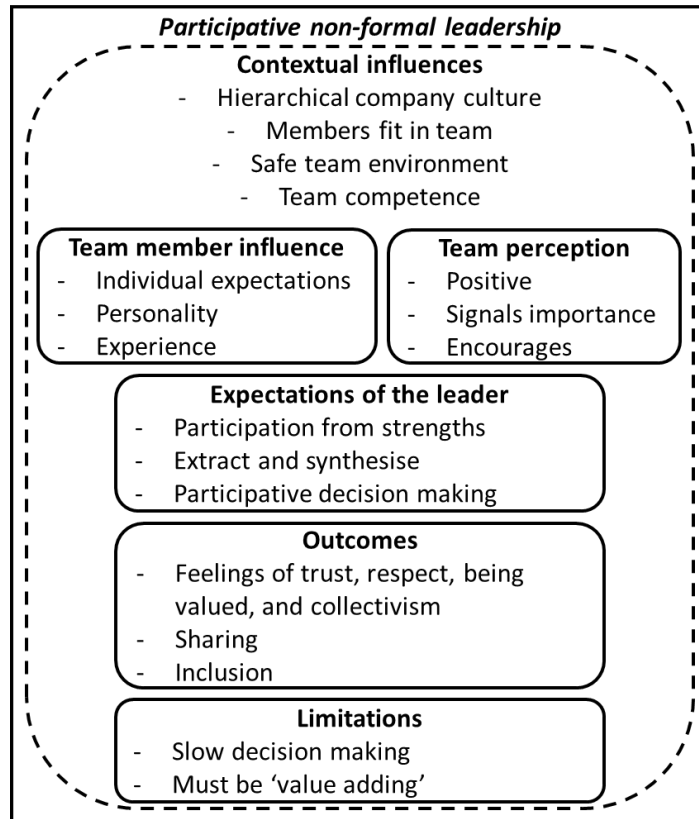 Participative non-formal leadership
Contextual influences
- Hierarchical company culture
- Members fit in team
- Safe team environment
- Team competence
Team member influence
- Individual expectations
- Personality
- Experience
Team perception
- Positive
- Signals importance
- Encourages
Expectations of the leader
- Participation from strengths
- Extract and synthesise
- Participative decision making
Outcomes
- Feelings of trust, respect, being
valued, and collectivism
- Sharing
- Inclusion
Limitations
- Slow decision making
- Must be ‘value adding’